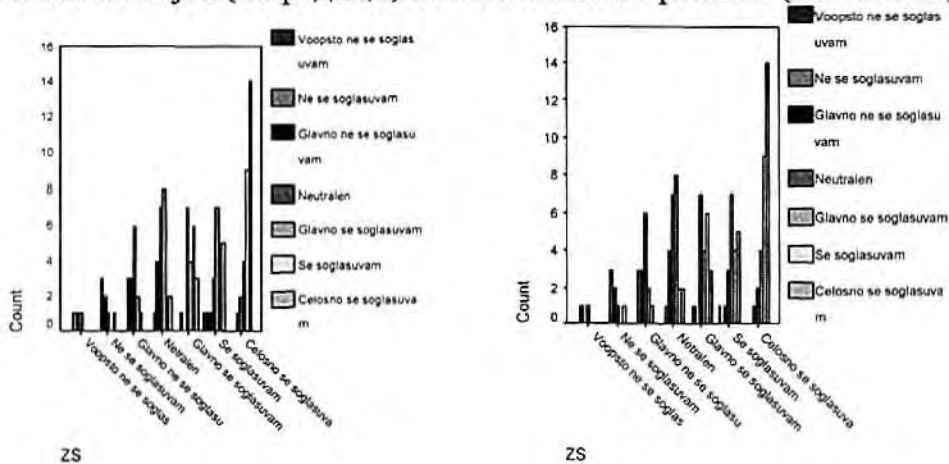 16
14
12
10
8
6
4
2
0
Count
Voopsto ne se soglas
uvam
Ne se soglasuvam
Glavno ne se soglasu
vam
Neutralen
Glavno se soglasuvam
Se soglasuvam
Celosno se soglasuva
m
Voopsto ne se soglas
Ne se soglasuvam
Glavno ne se soglasu
Netralen
Glavno se soglasuvam
Se soglasuvam
Celosno se soglasuva
ZS
16
14
12
10
8
6
4
2
0
Count
Voopsto ne se soglas
uvam
Ne se soglasuvam
Glavno ne se soglasu
vam
Neutralen
Glavno se soglasuvam
Se soglasuvam
Celosno se soglasuva
m
Voopsto ne se soglas
Ne se soglasuvam
Glavno ne se soglasu
Netralen
Glavno se soglasuvam
Se soglasuvam
Celosno se soglasuva
ZS